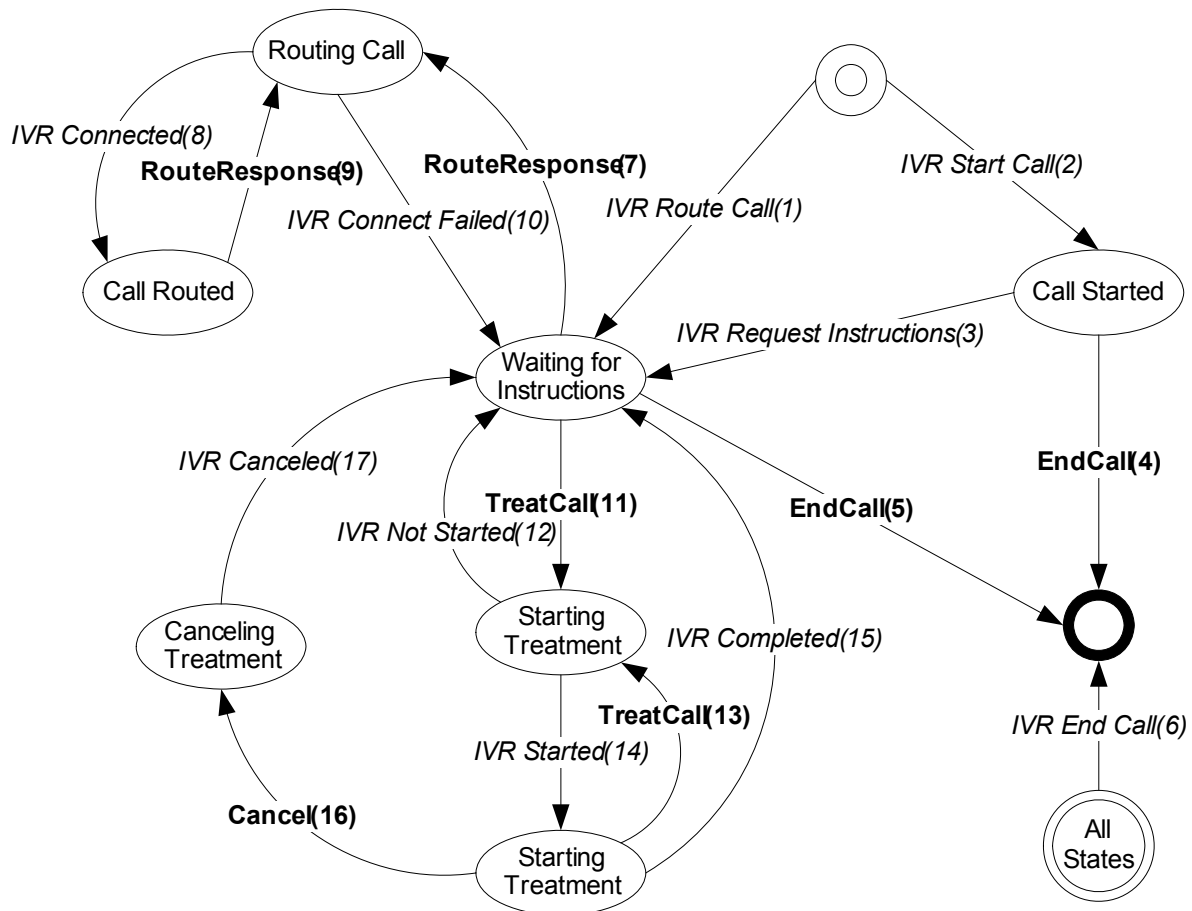 Routing Call
IVR Connected(8)
RouteResponse(9)
RouteResponse(7)
IVR Connect Failed(10)
IVR Route Call(1)
IVR Start Call(2)
Call Routed
Call Started
IVR Request Instructions(3)
Waiting for
Instructions
IVR Canceled(17)
TreatCall(11)
IVR Not Started(12)
EndCall(5)
EndCall(4)
Canceling
Treatment
Starting
Treatment
IVR Completed(15)
TreatCall(13)
IVR Started(14)
IVR End Call(6)
Cancel(16)
Starting
Treatment
All
States